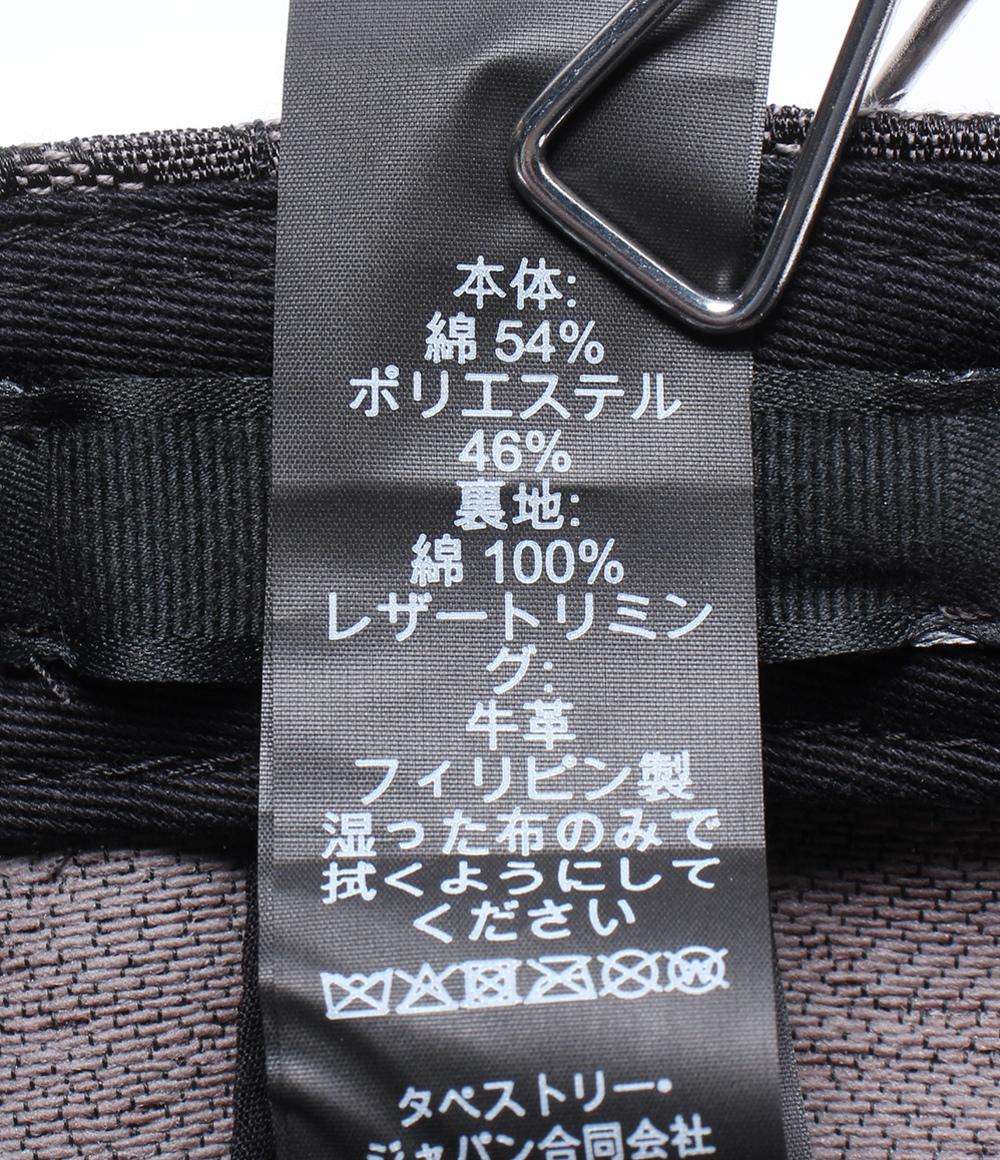 本体:
綿 54%
ポリエステル
46%
裏地:
綿 100%
レザートリミン
グ:
牛革
フィリピン製
湿った布のみで
拭くようにして
ください
タペストリー・
ジャパン合同会社